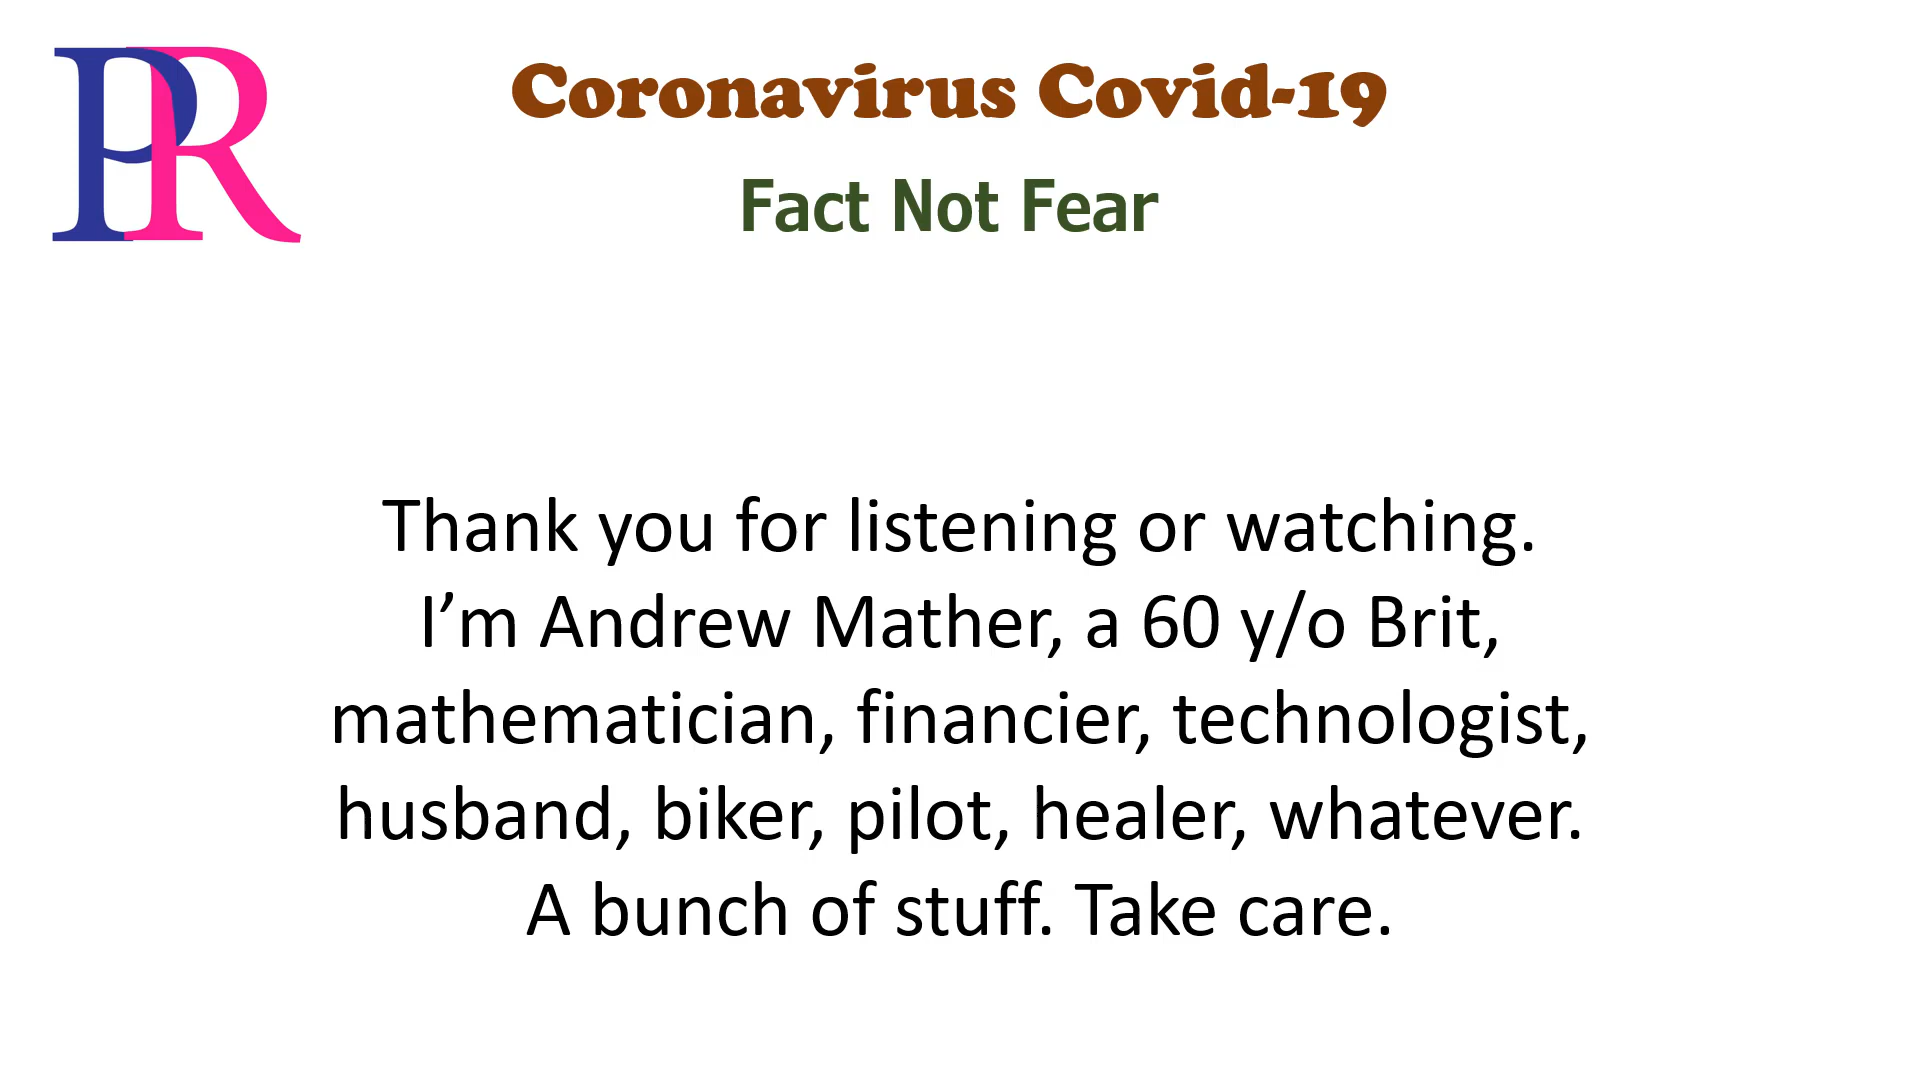 PR
Coronavirus Covid-19
Fact Not Fear
Thank you for listening or watching.
I’m Andrew Mather, a 60 y/o Brit,
mathematician, financier, technologist,
husband, biker, pilot, healer, whatever.
A bunch of stuff. Take care.